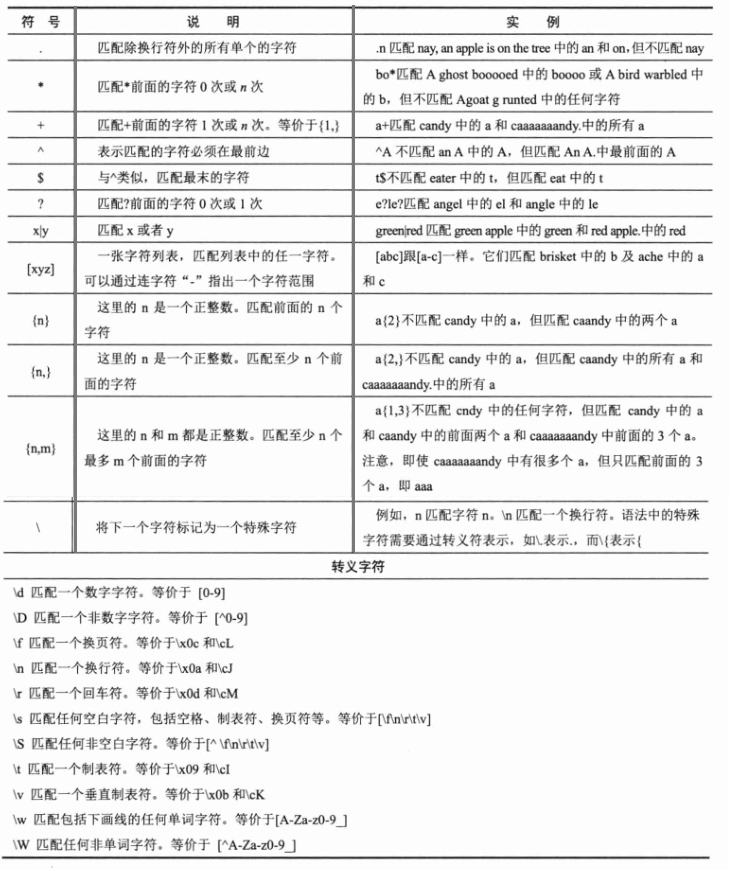 符 号 说 明 实 例
. 匹配除换行符外的所有单个的字符 .n 匹配 nay, an apple is on the tree 中的 an 和 on,但不匹配 nay
* 匹配*前面的字符 0 次或 n 次 bo*匹配 A ghost booooed 中的 boooo 或 A bird warbled 中
的 b，但不匹配 Agoat g runted 中的任何字符
+ 匹配+前面的字符 1 次或 n 次。等价于{1,} a+匹配 candy 中的 a 和 caaaaaaandy.中的所有 a
^ 表示匹配的字符必须在最前边 ^A 不匹配 an A 中的 A，但匹配 An A.中最前面的 A
$ 与^类似，匹配最末的字符 t$不匹配 eater 中的 t，但匹配 eat 中的 t
? 匹配?前面的字符 0 次或 1 次 e?le?匹配 angel 中的 el 和 angle 中的 le
x|y 匹配 x 或者 y green|red 匹配 green apple 中的 green 和 red apple.中的 red
[xyz] 一张字符列表，匹配列表中的任一字符。
可以通过连字符“-”指出一个字符范围
[abc]跟[a-c]一样。它们匹配 brisket 中的 b 及 ache 中的 a
和 c
{n} 这里的 n 是一个正整数。匹配前面的 n 个
字符
a{2}不匹配 candy 中的 a，但匹配 caandy 中的两个 a
{n,} 这里的 n 是一个正整数。匹配至少 n 个前
面的字符
a{2,}不匹配 candy 中的 a，但匹配 caandy 中的所有 a 和
caaaaaaandy.中的所有 a
{n,m} 这里的 n 和 m 都是正整数。匹配至少 n 个
最多 m 个前面的字符
a{1,3}不匹配 cndy 中的任何字符，但匹配 candy 中的 a
和 caandy 中的前面两个 a 和 caaaaaaandy 中前面的 3 个 a。
注意，即使 caaaaaaandy 中有很多个 a，但只匹配前面的 3
个 a，即 aaa
\ 将下一个字符标记为一个特殊字符
例如，n 匹配字符 n。\n 匹配一个换行符。语法中的特殊
字符需要通过转义符表示，如\.表示.，而\{表示{
转义字符
\d 匹配一个数字字符。等价于 [0-9]
\D 匹配一个非数字字符。等价于 [^0-9]
\f 匹配一个换页符。等价于\x0c 和\cL
\n 匹配一个换行符。等价于\x0a 和\cJ
\r 匹配一个回车符。等价于\x0d 和\cM
\s 匹配任何空白字符，包括空格、制表符、换页符等。等价于[\f\n\r\t\v]
\S 匹配任何非空白字符。等价于[^ \f\n\r\t\v]
\t 匹配一个制表符。等价于\x09 和\cI
\v 匹配一个垂直制表符。等价于\x0b 和\cK
\w 匹配包括下画线的任何单词字符。等价于[A-Za-z0-9_]
\W 匹配任何非单词字符。等价于 [^A-Za-z0-9_]